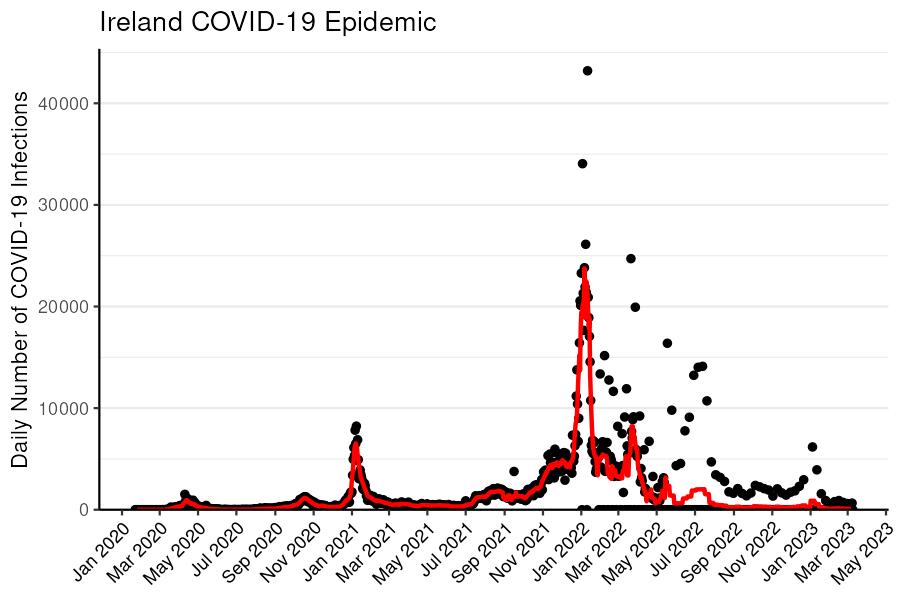 Ireland COVID-19 Epidemic
Daily Number of COVID-19 Infections
40000
30000
20000
10000
0
Jan 2020
Mar 2020
May 2020
Jul 2020
Sep 2020
Nov 2020
Jan 2021
Mar 2021
May 2021
Jul 2021
Sep 2021
Nov 2021
Jan 2022
Mar 2022
May 2022
Jul 2022
Sep 2022
Nov 2022
Jan 2023
Mar 2023
May 2023